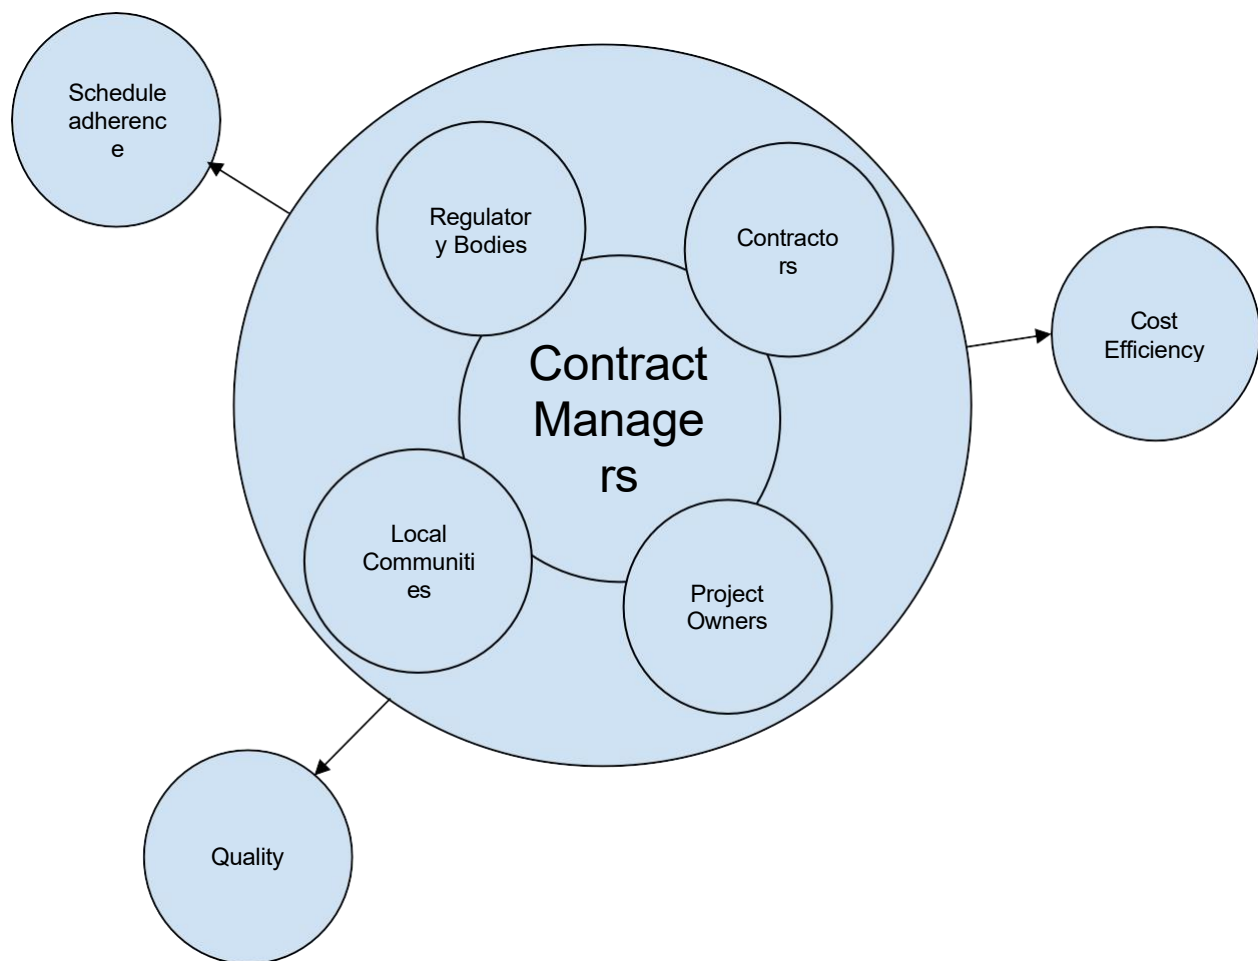 Schedule
adherenc
e
Regulator
y Bodies
Contracto
rs
Cost
Efficiency
Contract
Manage
rs
Local
Communiti
es
Project
Owners
Quality